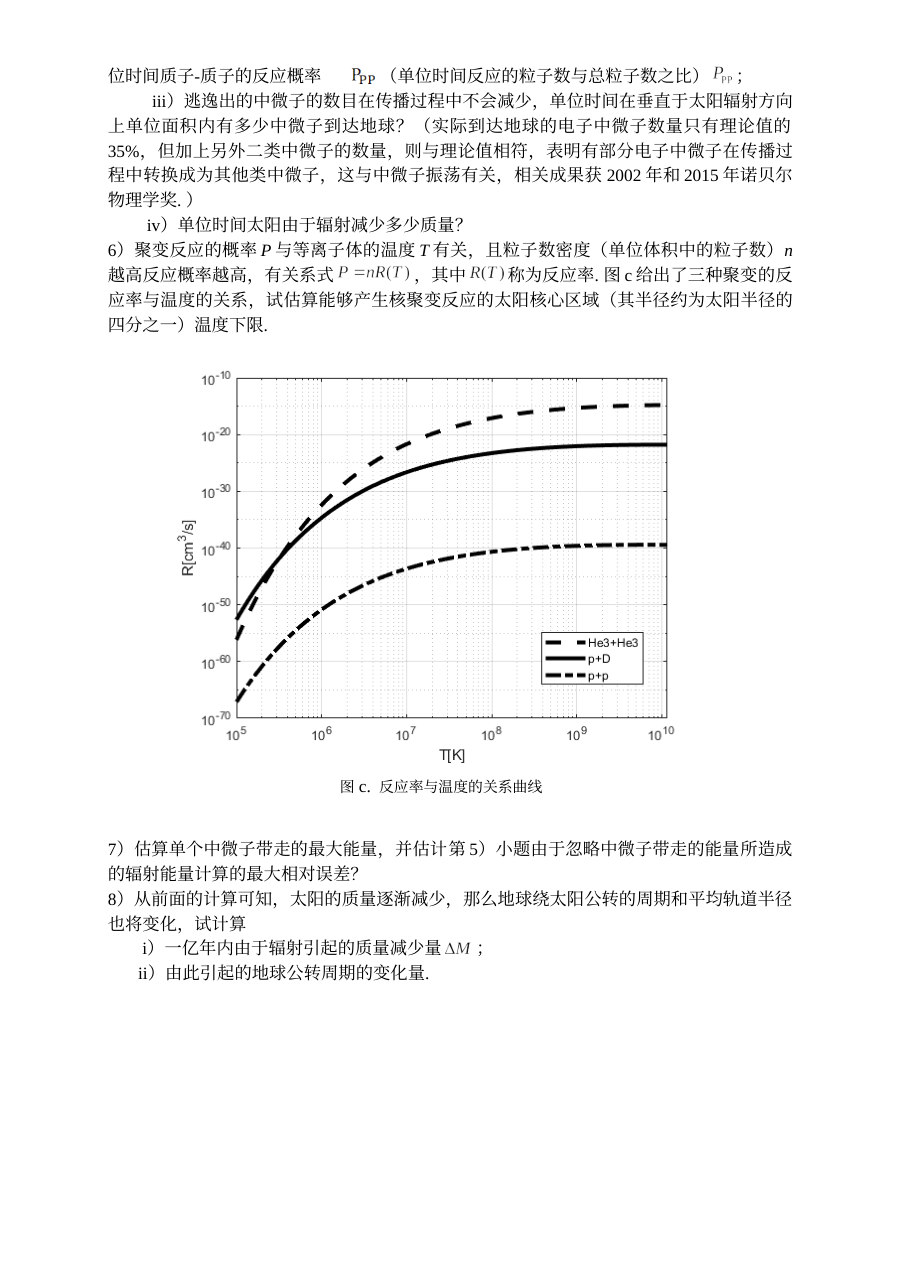 位时间质子-质子的反应概率 PPP （单位时间反应的粒子数与总粒子数之比）PPP；
iii）逃逸出的中微子的数目在传播过程中不会减少，单位时间在垂直于太阳辐射方向
上单位面积内有多少中微子到达地球？（实际到达地球的电子中微子数量只有理论值的
35%，但加上另外二类中微子的数量，则与理论值相符，表明有部分电子中微子在传播过
程中转换成为其他类中微子，这与中微子振荡有关，相关成果获 2002 年和 2015 年诺贝尔
物理学奖. ）
iv）单位时间太阳由于辐射减少多少质量？
6）聚变反应的概率 P 与等离子体的温度 T 有关，且粒子数密度（单位体积中的粒子数）n
越高反应概率越高，有关系式 P =nR(T)，其中 R(T) 称为反应率. 图 c 给出了三种聚变的反
应率与温度的关系，试估算能够产生核聚变反应的太阳核心区域（其半径约为太阳半径的
四分之一）温度下限.
10^-10
10^-20
10^-30
10^-40
10^-50
10^-60
10^-70
R[cm^3/s]
He3+He3
p+D
p+p
10^5 10^6 10^7 10^8 10^9 10^10
T[K]
图 c. 反应率与温度的关系曲线
7）估算单个中微子带走的最大能量，并估计第 5）小题由于忽略中微子带走的能量所造成
的辐射能量计算的最大相对误差？
8）从前面的计算可知，太阳的质量逐渐减少，那么地球绕太阳公转的周期和平均轨道半径
也将变化，试计算
i）一亿年内由于辐射引起的质量减少量 ΔM ；
ii）由此引起的地球公转周期的变化量.